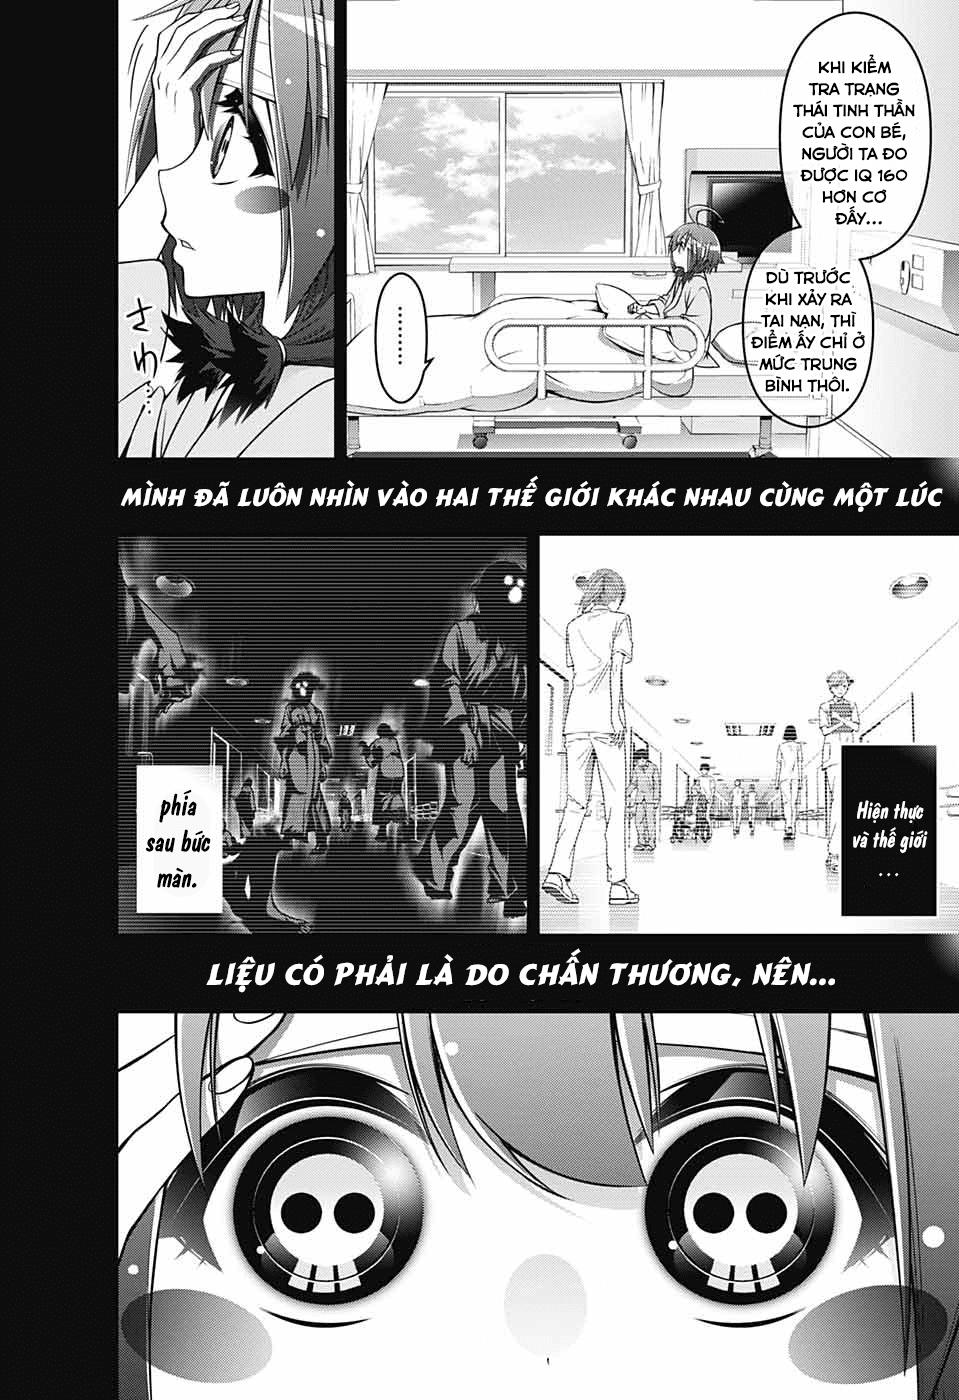 KHI KIỂM
TRA TRẠNG
THÁI TINH THẦN
CỦA CON BÉ,
NGƯỜI TA ĐO
ĐƯỢC IQ 160
HƠN CƠ
ĐẤY...
DÙ TRƯỚC
KHI XẢY RA
TAI NẠN, THÌ
ĐIỂM ẤY CHỈ Ở
MỨC TRUNG
BÌNH THÔI.
..........
さわ...
MÌNH ĐÃ LUÔN NHÌN VÀO HAI THẾ GIỚI KHÁC NHAU CÙNG MỘT LÚC
Hiện thực
và thế giới
...
phía
sau bức
màn.
LIỆU CÓ PHẢI LÀ DO CHẤN THƯƠNG, NÊN...